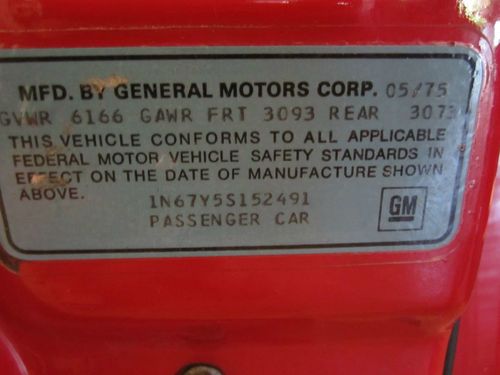 MFD. BY GENERAL MOTORS CORP. 05/75
GVWR 6166 GAWR FRT 3093 REAR 3073
THIS VEHICLE CONFORMS TO ALL APPLICABLE
FEDERAL MOTOR VEHICLE SAFETY STANDARDS IN
EFFECT ON THE DATE OF MANUFACTURE SHOWN
ABOVE.
1N67Y5S152491
PASSENGER CAR
GM